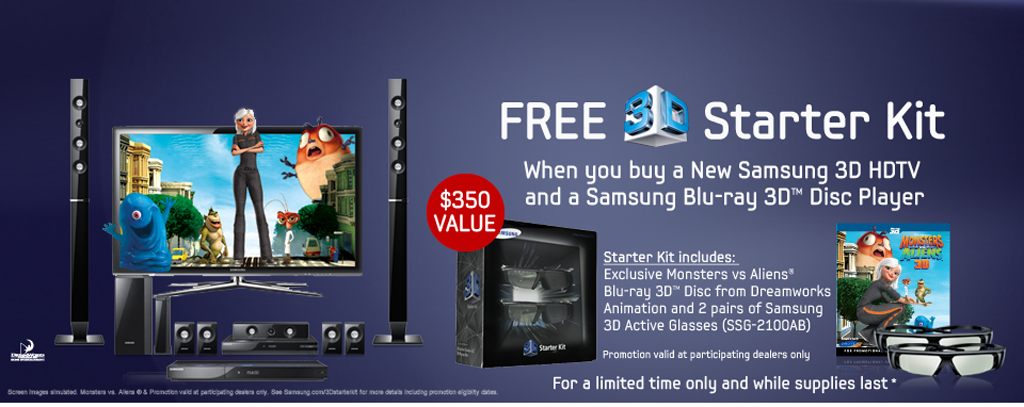 FREE 3D Starter Kit
When you buy a New Samsung 3D HDTV
and a Samsung Blu-ray 3D™ Disc Player
$350
VALUE
SAMSUNG
3D Starter Kit
Starter Kit includes:
Exclusive Monsters vs Aliens®
Blu-ray 3D™ Disc from Dreamworks
Animation and 2 pairs of Samsung
3D Active Glasses (SSG-2100AB)
MONSTERS
ALIENS
3D
Promotion valid at participating dealers only
For a limited time only and while supplies last *
Screen images simulated. Monsters vs. Aliens ® & Promotion valid at participating dealers only. See Samsung.com/3Dstarterkit for more details including promotion eligibility dates.